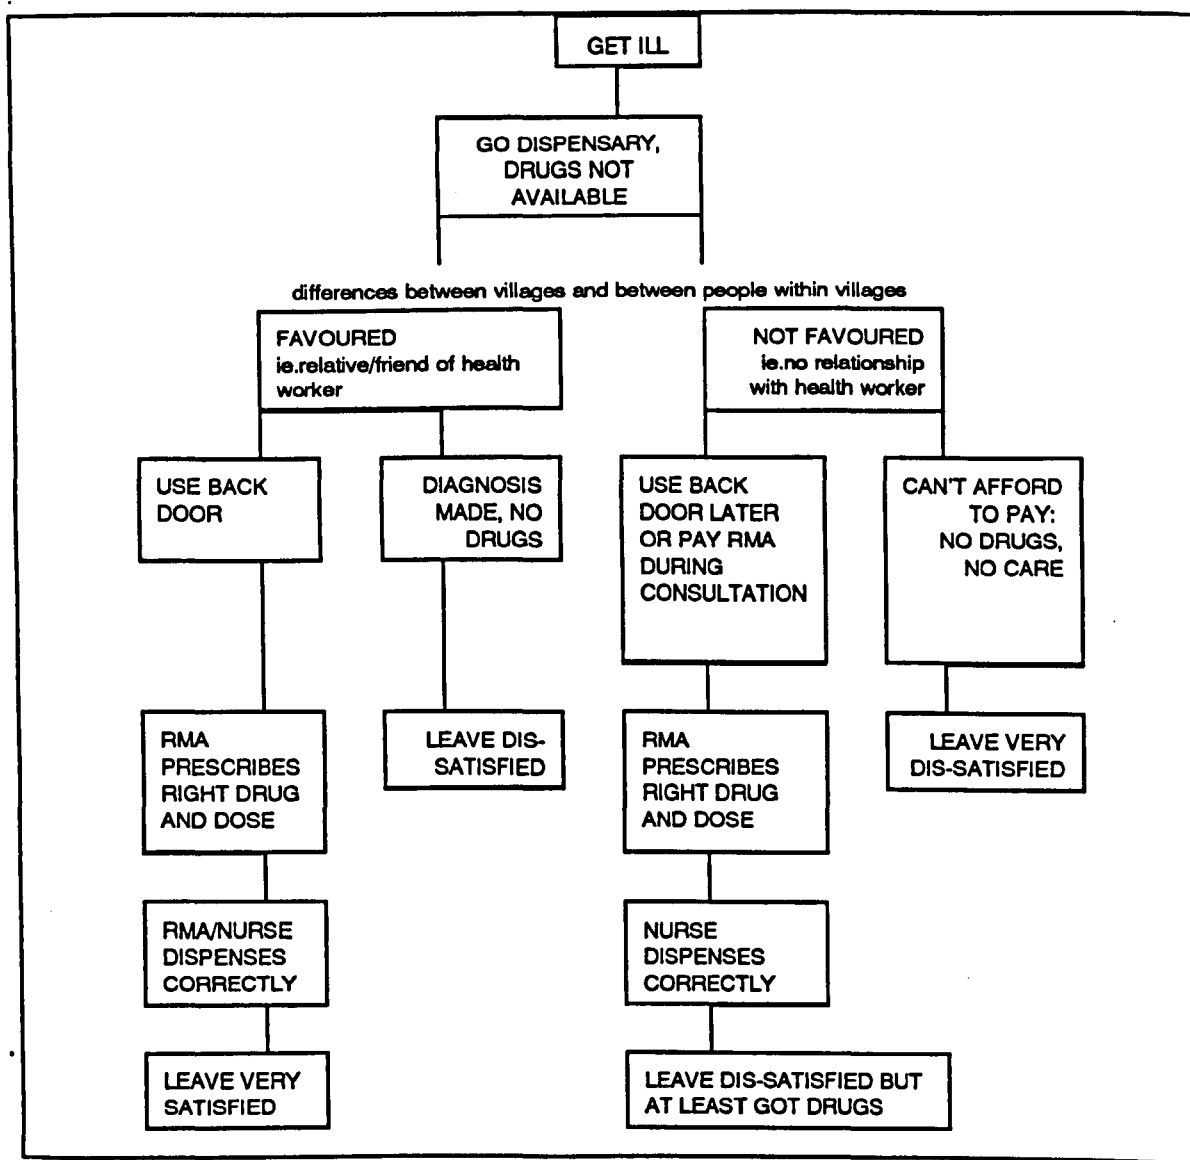 GET ILL
GO DISPENSARY,
DRUGS NOT
AVAILABLE
differences between villages and between people within villages
FAVOURED
ie.relative/friend of health
worker
NOT FAVOURED
ie.no relationship
with health worker
USE BACK
DOOR
DIAGNOSIS
MADE, NO
DRUGS
USE BACK
DOOR LATER
OR PAY RMA
DURING
CONSULTATION
CAN'T AFFORD
TO PAY:
NO DRUGS,
NO CARE
RMA
PRESCRIBES
RIGHT DRUG
AND DOSE
LEAVE DIS-
SATISFIED
RMA
PRESCRIBES
RIGHT DRUG
AND DOSE
LEAVE VERY
DIS-SATISFIED
RMA/NURSE
DISPENSES
CORRECTLY
NURSE
DISPENSES
CORRECTLY
LEAVE VERY
SATISFIED
LEAVE DIS-SATISFIED BUT
AT LEAST GOT DRUGS